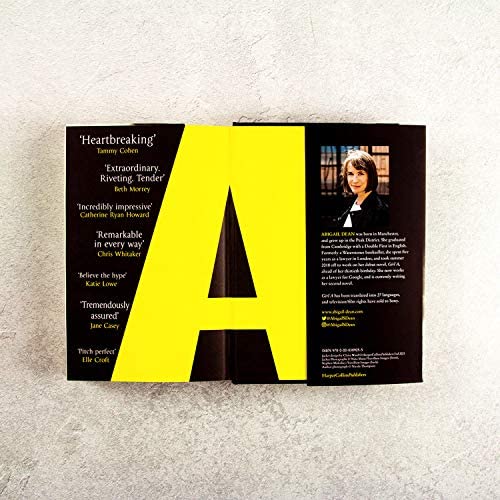 ‘Heartbreaking’
Tammy Cohen
‘Extraordinary.
Riveting. Tender’
Beth Morrey
‘Incredibly impressive’
Catherine Ryan Howard
‘Remarkable
in every way’
Chris Whitaker
‘Believe the hype’
Katie Lowe
‘Tremendously
assured’
Jane Casey
‘Pitch perfect’
Elle Croft
A
ABIGAIL DEAN was born in Manchester,
and grew up in the Peak District. She graduated
from Cambridge with a Double First in English.
Formerly a Waterstones bookseller, she spent five
years as a lawyer in London, and took summer
2018 off to work on her debut novel, Girl A,
ahead of her thirtieth birthday. She now works
as a lawyer for Google, and is currently writing
her second novel.
Girl A has been translated into 27 languages,
and television/film rights have sold to Sony.
www.abigail-dean.com
@AbigailSDean
@AbigailSDean
HarperCollinsPublishers